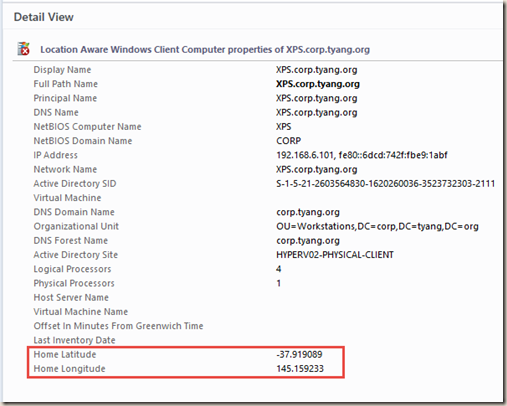 Detail View
Location Aware Windows Client Computer properties of XPS.corp.tyang.org
Display Name XPS.corp.tyang.org
Full Path Name XPS.corp.tyang.org
Principal Name XPS.corp.tyang.org
DNS Name XPS.corp.tyang.org
NetBIOS Computer Name XPS
NetBIOS Domain Name CORP
IP Address 192.168.6.101, fe80::6dcd:742f:fbe9:1abf
Network Name XPS.corp.tyang.org
Active Directory SID S-1-5-21-2603564830-1620260036-3523732303-2111
Virtual Machine
DNS Domain Name corp.tyang.org
Organizational Unit OU=Workstations,DC=corp,DC=tyang,DC=org
DNS Forest Name corp.tyang.org
Active Directory Site HYPERV02-PHYSICAL-CLIENT
Logical Processors 4
Physical Processors 1
Host Server Name
Virtual Machine Name
Offset In Minutes From Greenwich Time
Last Inventory Date
Home Latitude -37.919089
Home Longitude 145.159233